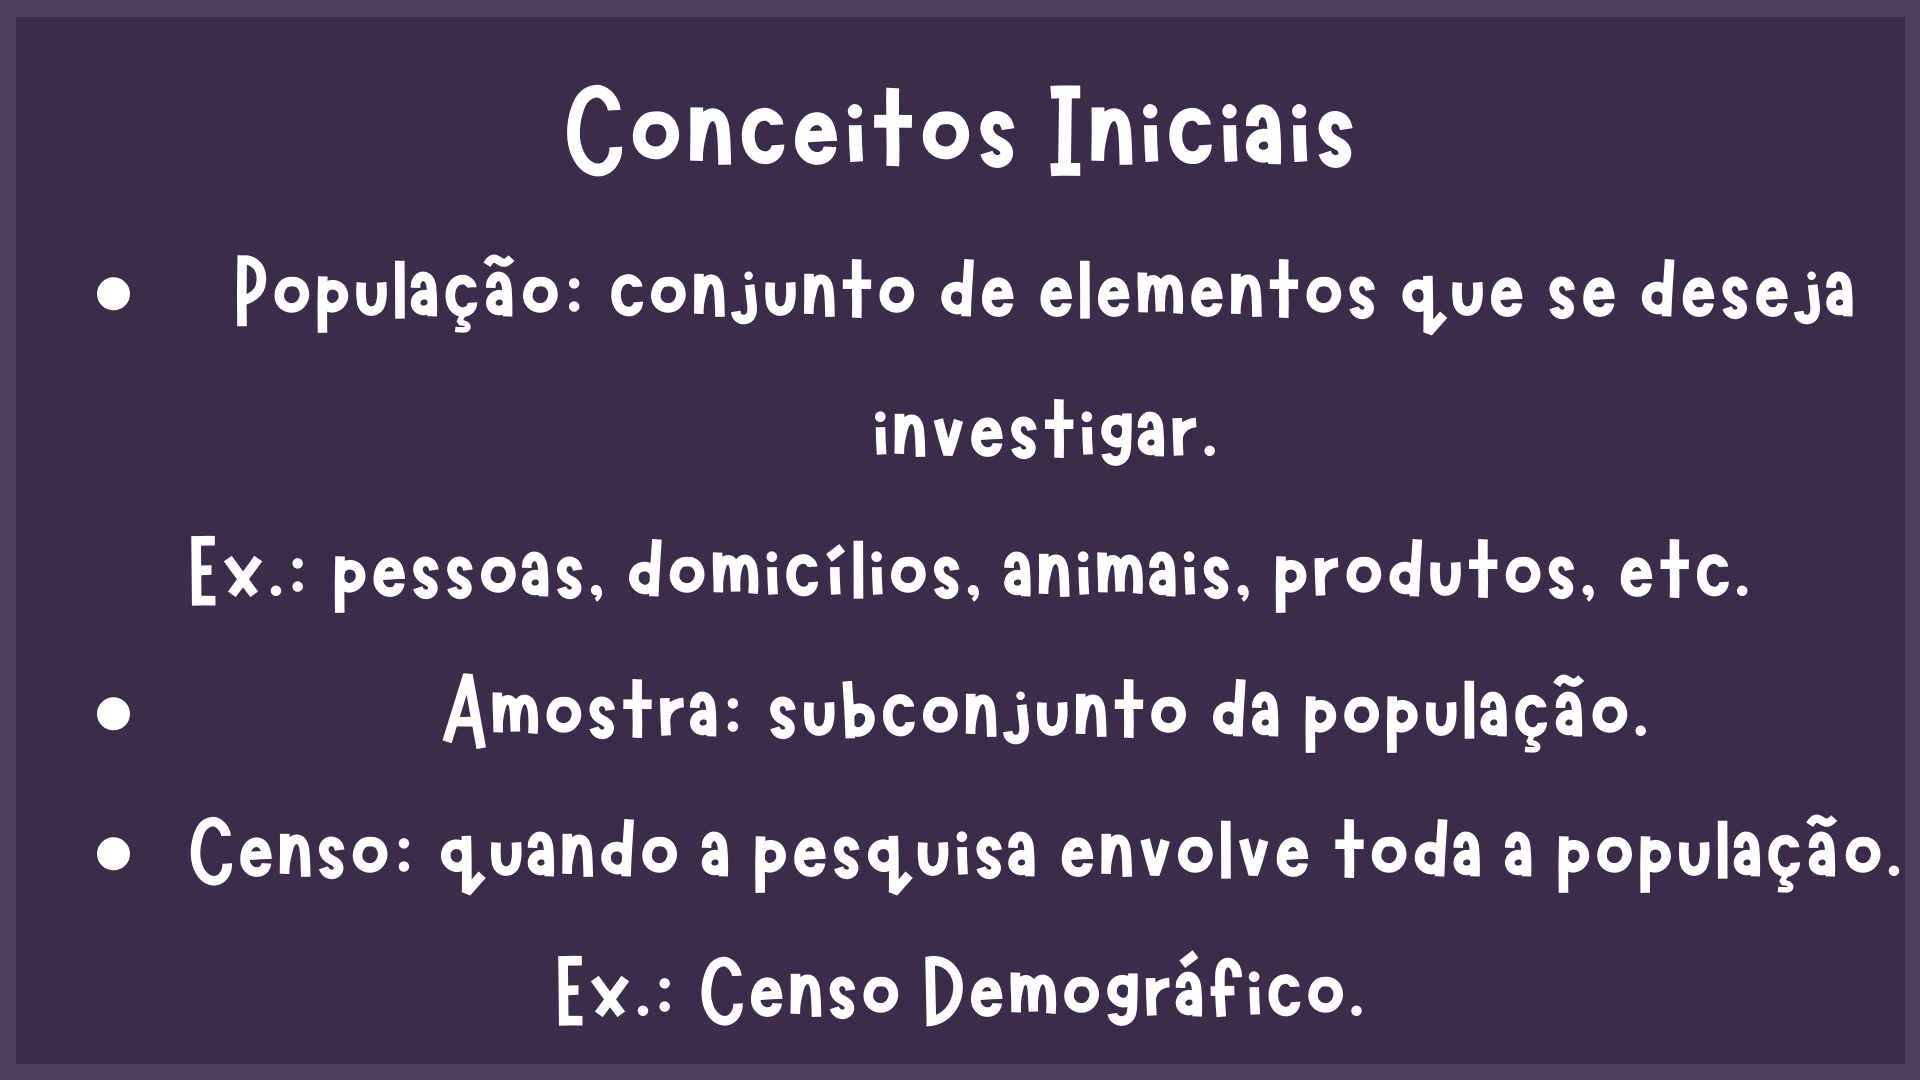 Conceitos Iniciais
• População: conjunto de elementos que se deseja
investigar.
Ex.: pessoas, domicílios, animais, produtos, etc.
• Amostra: subconjunto da população.
• Censo: quando a pesquisa envolve toda a população.
Ex.: Censo Demográfico.